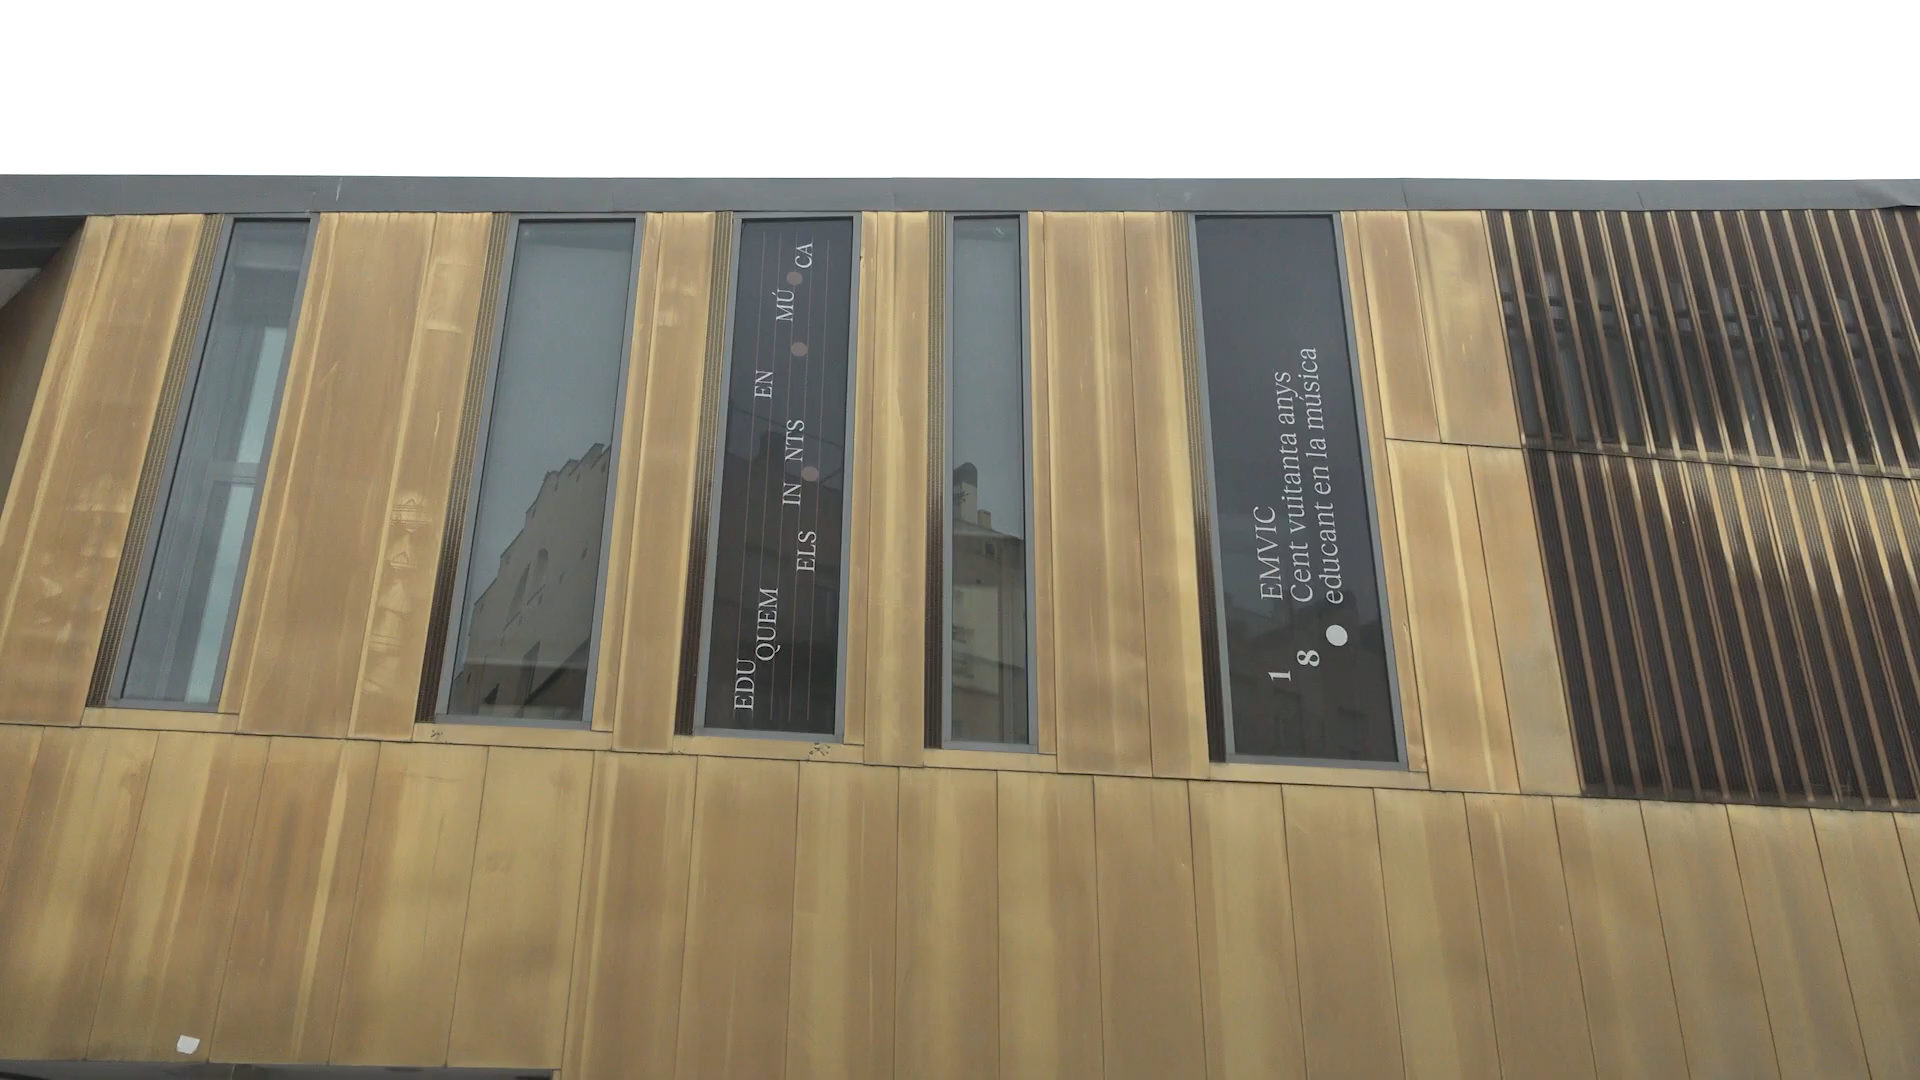 EDU
QUEM
ELS
IN NTS
EN
MÚ CA
EMVIC
Cent vuitanta anys
educant en la música
1
8